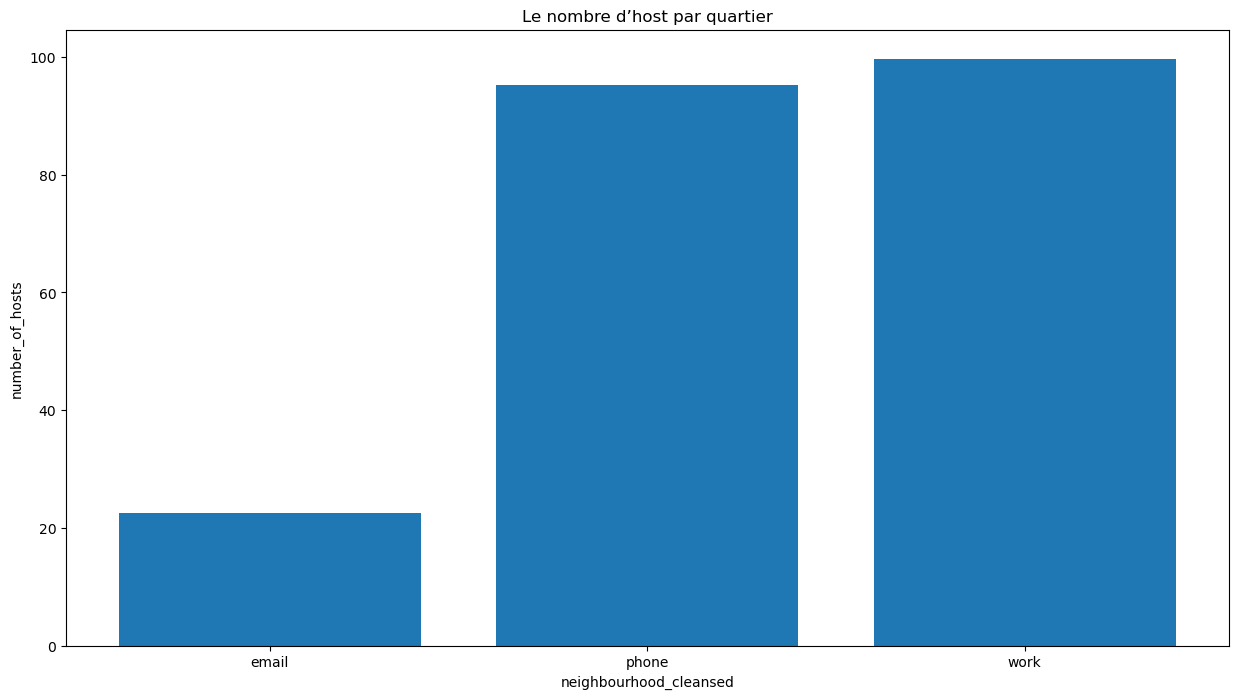 Le nombre d’host par quartier
number_of_hosts
100
80
60
40
20
0
email
phone
work
neighbourhood_cleansed